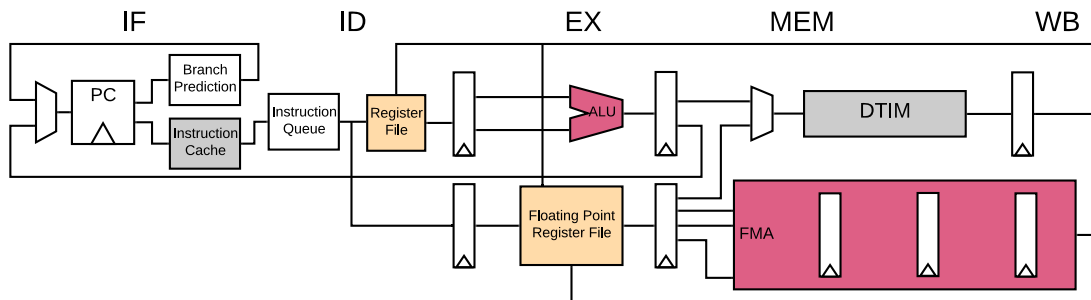 IF
ID
EX
MEM
WB
PC
Branch
Prediction
Instruction
Cache
Instruction
Queue
Register
File
ALU
DTIM
Floating Point
Register File
FMA